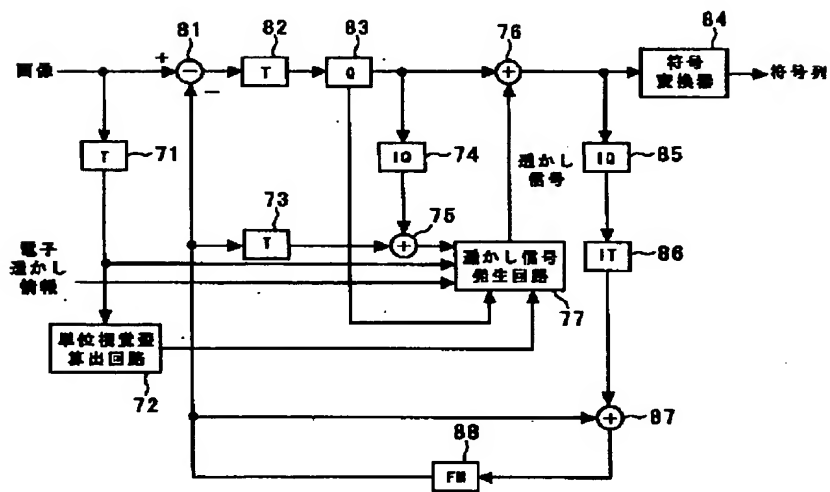 81
82
83
76
84
画像
+
−
−
T
Q
+
符号
変換器
符号列
T
71
IQ
74
透かし
信号
IQ
85
73
T
+
75
電子
透かし
情報
透かし信号
発生回路
77
IT
86
単位視覚量
算出回路
72
+
87
88
FM